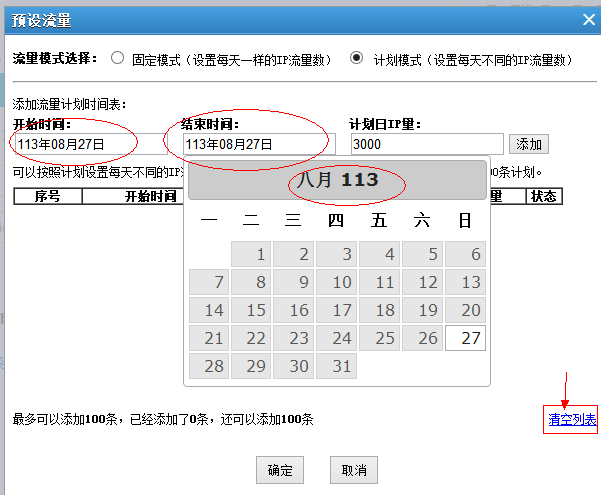 预设流量
流量模式选择： 固定模式（设置每天一样的IP流量数） 计划模式（设置每天不同的IP流量数）
添加流量计划时间表：
开始时间： 结束时间： 计划日IP量：
113年08月27日 113年08月27日 3000 添加
可以按照计划设置每天不同的IP 00条计划。
序号 开始时间 量 状态
八月 113
一 二 三 四 五 六 日
1 2 3 4 5 6
7 8 9 10 11 12 13
14 15 16 17 18 19 20
21 22 23 24 25 26 27
28 29 30 31
最多可以添加100条，已经添加了0条，还可以添加100条 清空列表
确定 取消